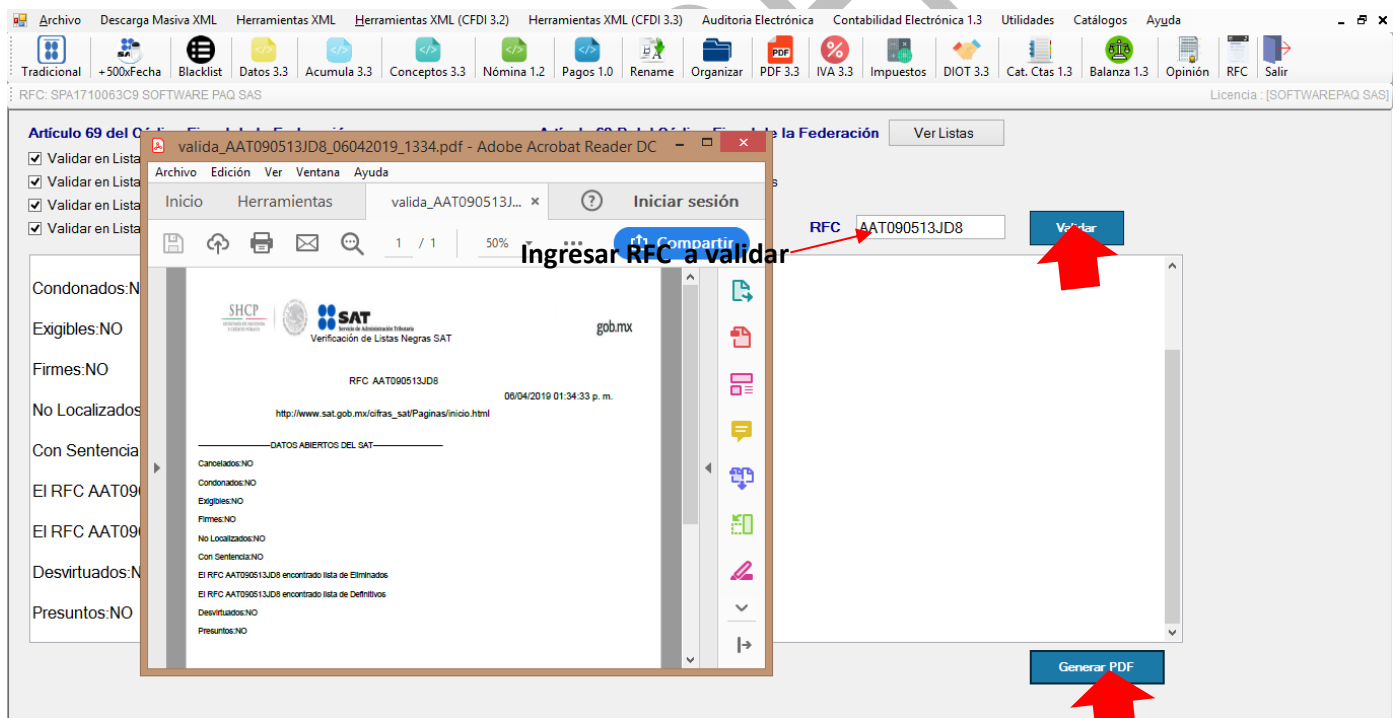 Archivo Descarga Masiva XML Herramientas XML Herramientas XML (CFDI 3.2) Herramientas XML (CFDI 3.3) Auditoria Electrónica Contabilidad Electrónica 1.3 Utilidades Catálogos Ayuda
Tradicional +500xFecha Blacklist Datos 3.3 Acumula 3.3 Conceptos 3.3 Nómina 1.2 Pagos 1.0 Rename Organizar PDF 3.3 IVA 3.3 Impuestos DIOT 3.3 Cat. Ctas 1.3 Balanza 1.3 Opinión RFC Salir
RFC: SPA1710063C9 SOFTWARE PAQ SAS Licencia : [SOFTWAREPAQ SAS]
Artículo 69 del la Federación Ver Listas
Validar en Lista
Validar en Lista
Validar en Lista
Validar en Lista
RFC AAT090513JD8 Validar
Ingresar RFC a validar
Condonados:N
Exigibles:NO
Firmes:NO
No Localizados
Con Sentencia
El RFC AAT09
El RFC AAT09
Desvirtuados:N
Presuntos:NO
Generar PDF
valida_AAT090513JD8_06042019_1334.pdf - Adobe Acrobat Reader DC
Archivo Edición Ver Ventana Ayuda
Inicio Herramientas valida_AAT090513J... × ? Iniciar sesión
1 / 1 50% Compartir
SHCP SAT gob.mx
Servicio de Administración Tributaria
Verificación de Listas Negras SAT
RFC AAT090513JD8
06/04/2019 01:34:33 p. m.
http://www.sat.gob.mx/cifras_sat/Paginas/inicio.html
DATOS ABIERTOS DEL SAT
Cancelados:NO
Condonados:NO
Exigibles:NO
Firmes:NO
No Localizados:NO
Con Sentencia:NO
El RFC AAT090513JD8 encontrado lista de Eliminados
El RFC AAT090513JD8 encontrado lista de Definitivos
Desvirtuados:NO
Presuntos:NO